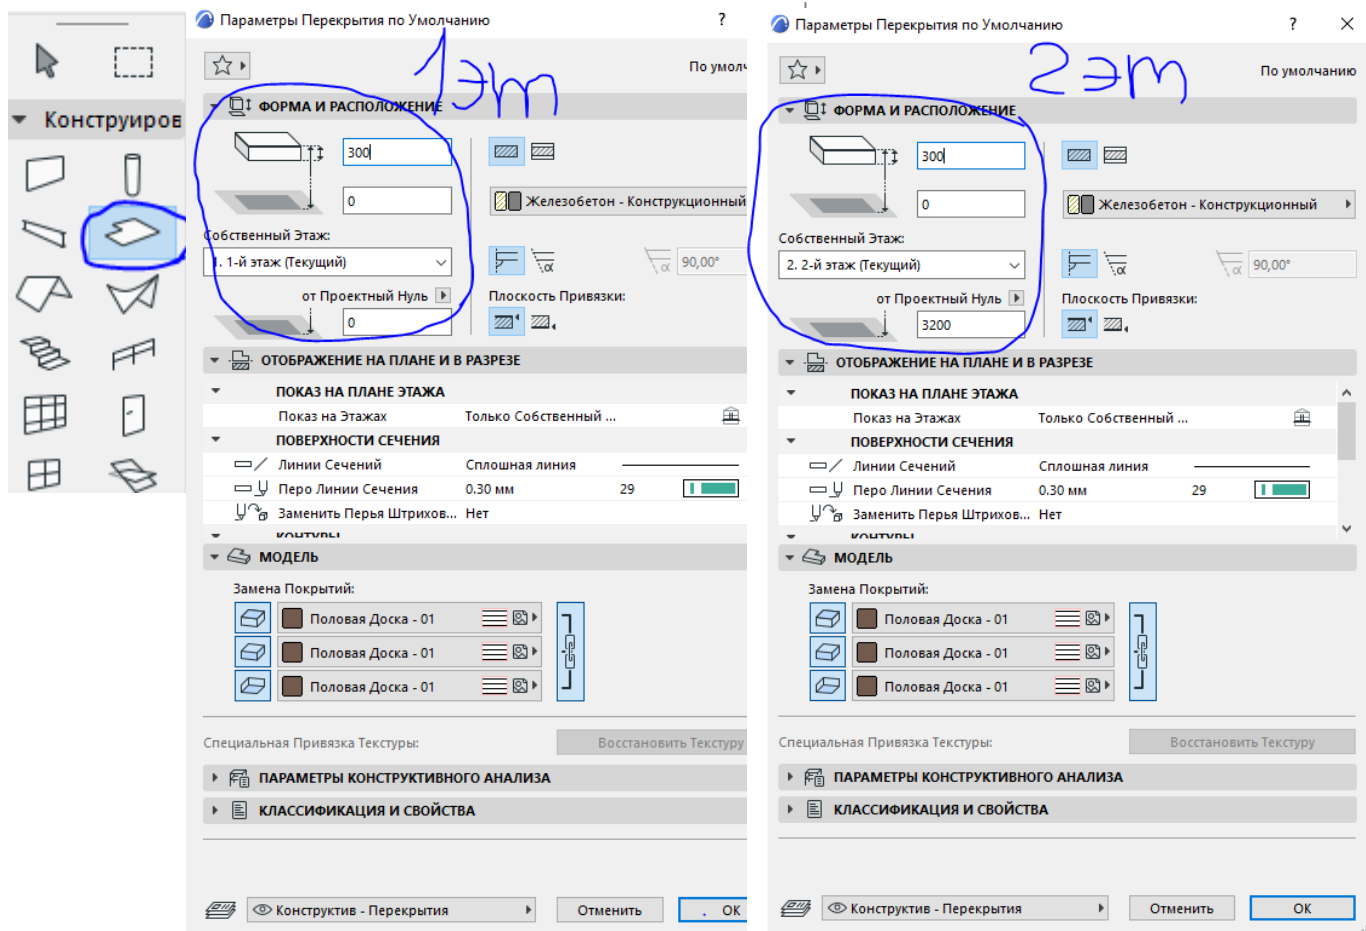 Конструиров
Параметры Перекрытия по Умолчанию ?
1эт
По умолч
ФОРМА И РАСПОЛОЖЕНИЕ
300
0
Железобетон - Конструкционный
Собственный Этаж:
1. 1-й этаж (Текущий)
α
α
90,00°
от Проектный Нуль
Плоскость Привязки:
0
ОТОБРАЖЕНИЕ НА ПЛАНЕ И В РАЗРЕЗЕ
ПОКАЗ НА ПЛАНЕ ЭТАЖА
Показ на Этажах Только Собственный ...
ПОВЕРХНОСТИ СЕЧЕНИЯ
Линии Сечений Сплошная линия
Перо Линии Сечения 0.30 мм 29
Заменить Перья Штрихов... Нет
КОНТУРЫ
МОДЕЛЬ
Замена Покрытий:
Половая Доска - 01
Половая Доска - 01
Половая Доска - 01
Специальная Привязка Текстуры: Восстановить Текстуру
ПАРАМЕТРЫ КОНСТРУКТИВНОГО АНАЛИЗА
КЛАССИФИКАЦИЯ И СВОЙСТВА
Конструктив - Перекрытия Отменить OK
Параметры Перекрытия по Умолчанию ?
2эт
По умолчанию
ФОРМА И РАСПОЛОЖЕНИЕ
300
0
Железобетон - Конструкционный
Собственный Этаж:
2. 2-й этаж (Текущий)
α
α
90,00°
от Проектный Нуль
Плоскость Привязки:
3200
ОТОБРАЖЕНИЕ НА ПЛАНЕ И В РАЗРЕЗЕ
ПОКАЗ НА ПЛАНЕ ЭТАЖА
Показ на Этажах Только Собственный ...
ПОВЕРХНОСТИ СЕЧЕНИЯ
Линии Сечений Сплошная линия
Перо Линии Сечения 0.30 мм 29
Заменить Перья Штрихов... Нет
КОНТУРЫ
МОДЕЛЬ
Замена Покрытий:
Половая Доска - 01
Половая Доска - 01
Половая Доска - 01
Специальная Привязка Текстуры: Восстановить Текстуру
ПАРАМЕТРЫ КОНСТРУКТИВНОГО АНАЛИЗА
КЛАССИФИКАЦИЯ И СВОЙСТВА
Конструктив - Перекрытия Отменить OK